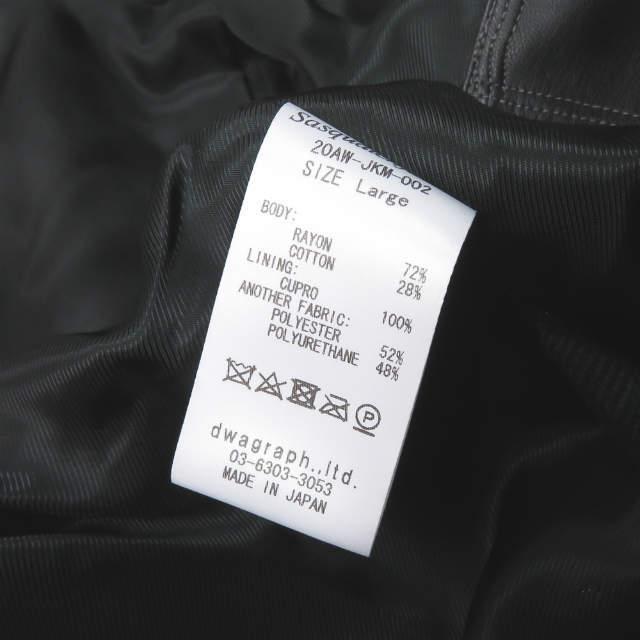 20AW-JKM-002
SIZE Large
BODY:
RAYON 72%
COTTON 28%
LINING:
CUPRO 100%
ANOTHER FABRIC:
POLYESTER 52%
POLYURETHANE 48%
P
dwagraph.,ltd.
03-6303-3053
MADE IN JAPAN